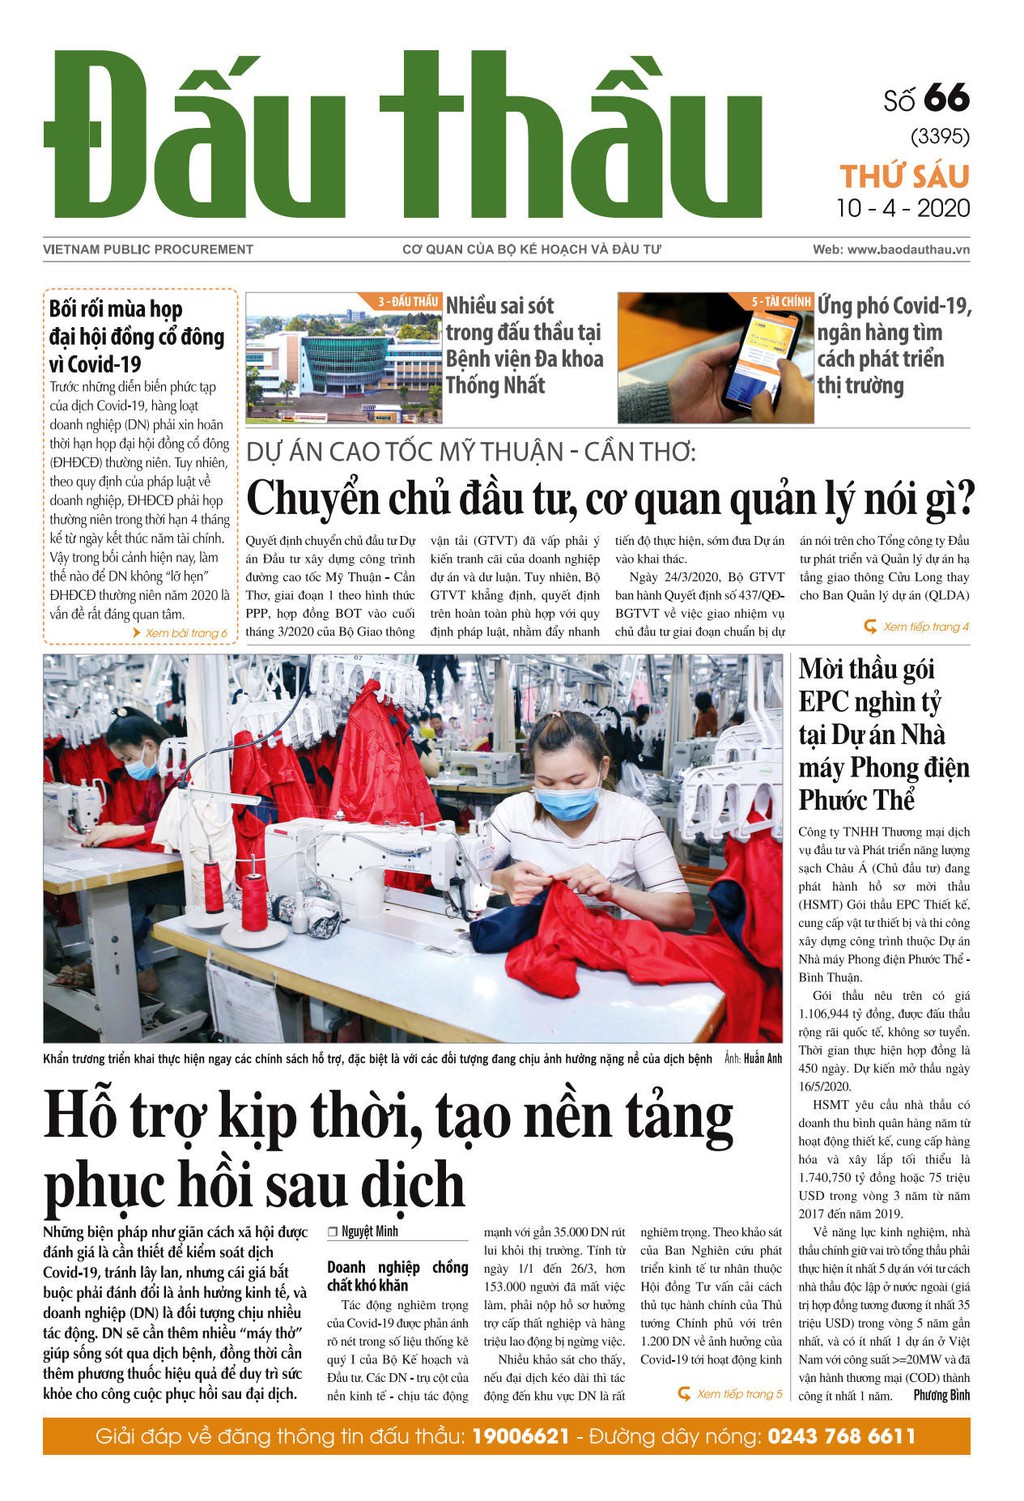 Đấu thầu
Số 66
(3395)
THỨ SÁU
10 - 4 - 2020
VIETNAM PUBLIC PROCUREMENT
CƠ QUAN CỦA BỘ KẾ HOẠCH VÀ ĐẦU TƯ
Web: www.baodauthau.vn
Bối rối mùa họp
đại hội đồng cổ đông
vì Covid-19
Trước những diễn biến phức tạp
của dịch Covid-19, hàng loạt
doanh nghiệp (DN) phải xin hoãn
thời hạn họp đại hội đồng cổ đông
(ĐHĐCĐ) thường niên. Tuy nhiên,
theo quy định của pháp luật về
doanh nghiệp, ĐHĐCĐ phải họp
thường niên trong thời hạn 4 tháng
kể từ ngày kết thúc năm tài chính.
Vậy trong bối cảnh hiện nay, làm
thế nào để DN không “lỡ hẹn”
ĐHĐCĐ thường niên năm 2020 là
vấn đề rất đáng quan tâm.
Xem bài trang 6
3 - ĐẤU THẦU
Nhiều sai sót
trong đấu thầu tại
Bệnh viện Đa khoa
Thống Nhất
5 - TÀI CHÍNH
Ứng phó Covid-19,
ngân hàng tìm
cách phát triển
thị trường
DỰ ÁN CAO TỐC MỸ THUẬN - CẦN THƠ:
Chuyển chủ đầu tư, cơ quan quản lý nói gì?
Quyết định chuyển chủ đầu tư Dự
án Đầu tư xây dựng công trình
đường cao tốc Mỹ Thuận - Cần
Thơ, giai đoạn 1 theo hình thức
PPP, hợp đồng BOT vào cuối
tháng 3/2020 của Bộ Giao thông
vận tải (GTVT) đã vấp phải ý
kiến tranh cãi của doanh nghiệp
dự án và dư luận. Tuy nhiên, Bộ
GTVT khẳng định, quyết định
trên hoàn toàn phù hợp với quy
định pháp luật, nhằm đẩy nhanh
tiến độ thực hiện, sớm đưa Dự án
vào khai thác.
Ngày 24/3/2020, Bộ GTVT
ban hành Quyết định số 437/QĐ-
BGTVT về việc giao nhiệm vụ
chủ đầu tư giai đoạn chuẩn bị dự
án nói trên cho Tổng công ty Đầu
tư phát triển và Quản lý dự án hạ
tầng giao thông Cửu Long thay
cho Ban Quản lý dự án (QLDA)
Xem tiếp trang 4
Khẩn trương triển khai thực hiện ngay các chính sách hỗ trợ, đặc biệt là với các đối tượng đang chịu ảnh hưởng nặng nề của dịch bệnh Ảnh: Huấn Anh
Hỗ trợ kịp thời, tạo nền tảng
phục hồi sau dịch
Những biện pháp như giãn cách xã hội được
đánh giá là cần thiết để kiểm soát dịch
Covid-19, tránh lây lan, nhưng cái giá bắt
buộc phải đánh đổi là ảnh hưởng kinh tế, và
doanh nghiệp (DN) là đối tượng chịu nhiều
tác động. DN sẽ cần thêm nhiều “máy thở”
giúp sống sót qua dịch bệnh, đồng thời cần
thêm phương thuốc hiệu quả để duy trì sức
khỏe cho công cuộc phục hồi sau đại dịch.
❒ Nguyệt Minh
Doanh nghiệp chồng
chất khó khăn
Tác động nghiêm trọng
của Covid-19 được phản ánh
rõ nét trong số liệu thống kê
quý I của Bộ Kế hoạch và
Đầu tư. Các DN - trụ cột của
nền kinh tế - chịu tác động
mạnh với gần 35.000 DN rút
lui khỏi thị trường. Tính từ
ngày 1/1 đến 26/3, hơn
153.000 người đã mất việc
làm, phải nộp hồ sơ hưởng
trợ cấp thất nghiệp và hàng
triệu lao động bị ngừng việc.
Nhiều khảo sát cho thấy,
nếu đại dịch kéo dài thì tác
động đến khu vực DN là rất
nghiêm trọng. Theo khảo sát
của Ban Nghiên cứu phát
triển kinh tế tư nhân thuộc
Hội đồng Tư vấn cải cách
thủ tục hành chính của Thủ
tướng Chính phủ với trên
1.200 DN về ảnh hưởng của
Covid-19 tới hoạt động kinh
Xem tiếp trang 5
Mời thầu gói
EPC nghìn tỷ
tại Dự án Nhà
máy Phong điện
Phước Thể
Công ty TNHH Thương mại dịch
vụ đầu tư và Phát triển năng lượng
sạch Châu Á (Chủ đầu tư) đang
phát hành hồ sơ mời thầu
(HSMT) Gói thầu EPC Thiết kế,
cung cấp vật tư thiết bị và thi công
xây dựng công trình thuộc Dự án
Nhà máy Phong điện Phước Thể -
Bình Thuận.
Gói thầu nêu trên có giá
1.106,944 tỷ đồng, được đấu thầu
rộng rãi quốc tế, không sơ tuyển.
Thời gian thực hiện hợp đồng là
450 ngày. Dự kiến mở thầu ngày
16/5/2020.
HSMT yêu cầu nhà thầu có
doanh thu bình quân hàng năm từ
hoạt động thiết kế, cung cấp hàng
hóa và xây lắp tối thiểu là
1.740,750 tỷ đồng hoặc 75 triệu
USD trong vòng 3 năm từ năm
2017 đến năm 2019.
Về năng lực kinh nghiệm, nhà
thầu chính giữ vai trò tổng thầu phải
thực hiện ít nhất 5 dự án với tư cách
nhà thầu độc lập ở nước ngoài (giá
trị hợp đồng tương đương ít nhất 35
triệu USD) trong vòng 5 năm gần
nhất, và có ít nhất 1 dự án ở Việt
Nam với công suất >=20MW và đã
vận hành thương mại (COD) thành
công ít nhất 1 năm. Phương Bình
Giải đáp về đăng thông tin đấu thầu: 19006621 - Đường dây nóng: 0243 768 6611